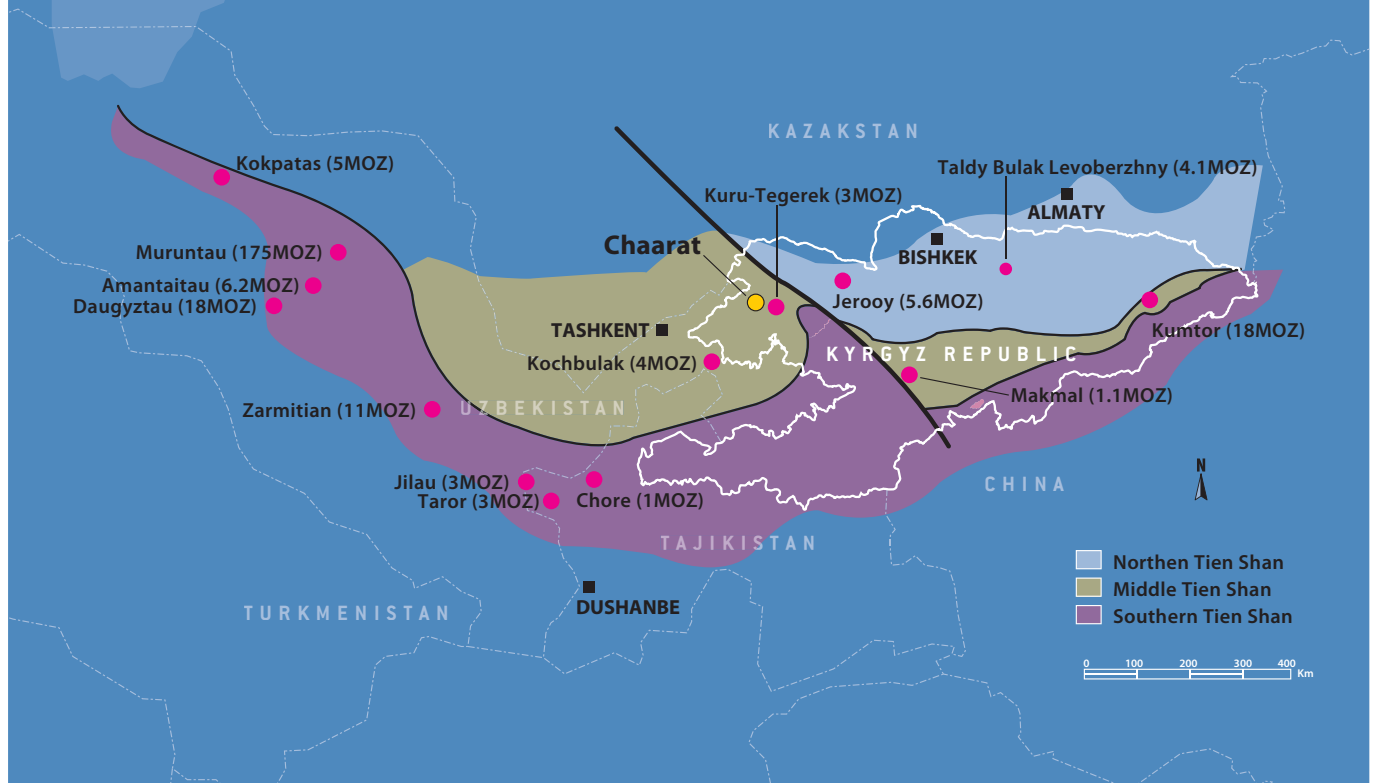 KAZAKSTAN
Kokpatas (5MOZ)
Taldy Bulak Levoberzhny (4.1MOZ)
Kuru-Tegerek (3MOZ)
ALMATY
Chaarat
Muruntau (175MOZ)
BISHKEK
Amantaitau (6.2MOZ)
Daugyztau (18MOZ)
Jerooy (5.6MOZ)
TASHKENT
Kumtor (18MOZ)
KYRGYZ REPUBLIC
Kochbulak (4MOZ)
Makmal (1.1MOZ)
Zarmitian (11MOZ)
UZBEKISTAN
N
Jilau (3MOZ)
CHINA
Taror (3MOZ)
Chore (1MOZ)
TAJIKISTAN
Northen Tien Shan
Middle Tien Shan
DUSHANBE
TURKMENISTAN
Southern Tien Shan
0 100 200 300 400
Km